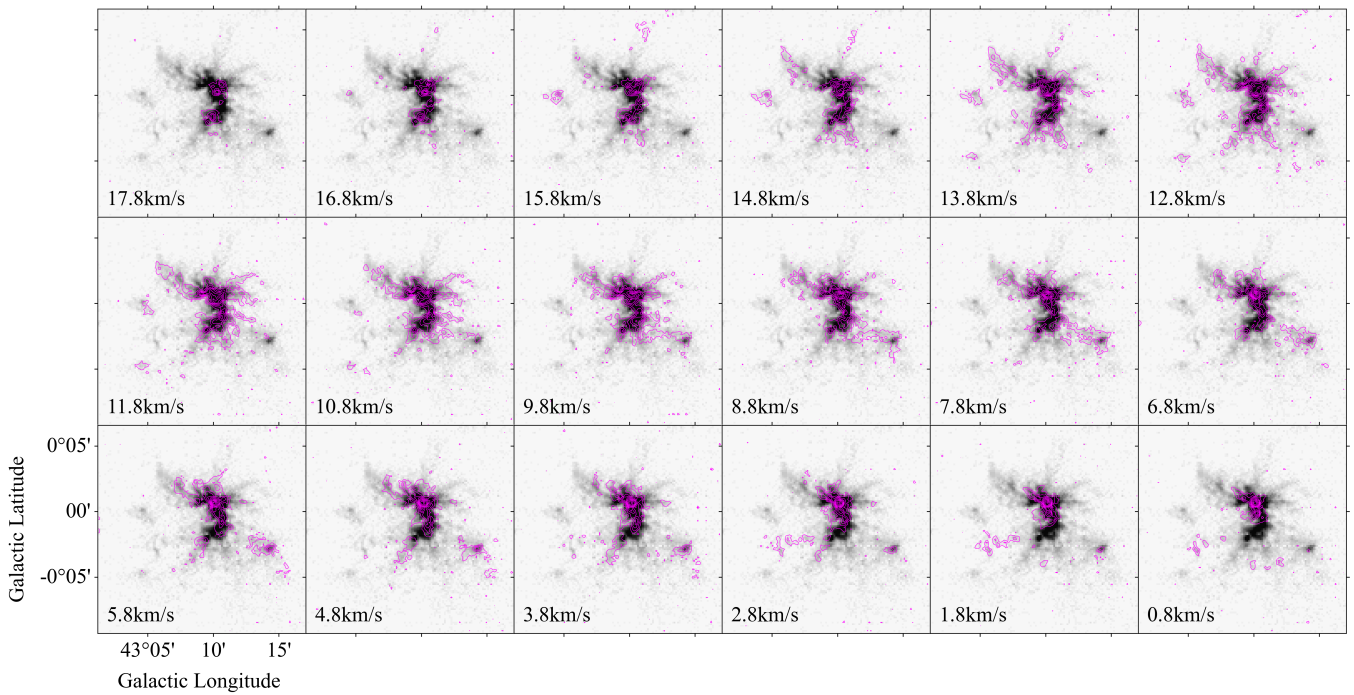 17.8km/s
16.8km/s
15.8km/s
14.8km/s
13.8km/s
12.8km/s
11.8km/s
10.8km/s
9.8km/s
8.8km/s
7.8km/s
6.8km/s
0°05'
00'
-0°05'
Galactic Latitude
5.8km/s
4.8km/s
3.8km/s
2.8km/s
1.8km/s
0.8km/s
43°05' 10' 15'
Galactic Longitude